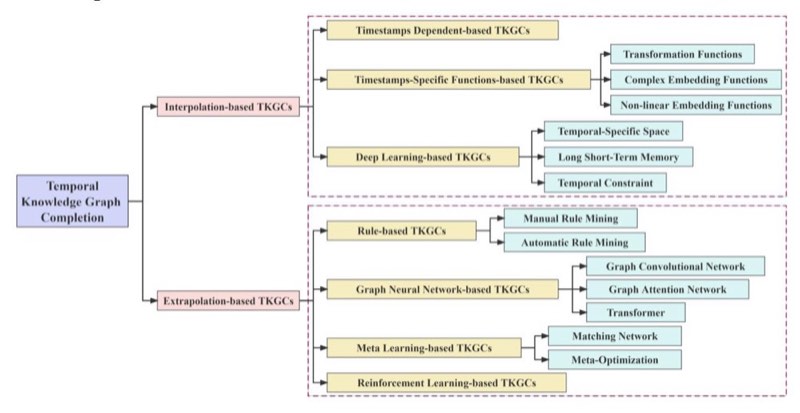 Temporal
Knowledge Graph
Completion
Interpolation-based TKGCs
Timestamps Dependent-based TKGCs
Timestamps-Specific Functions-based TKGCs
Transformation Functions
Complex Embedding Functions
Non-linear Embedding Functions
Deep Learning-based TKGCs
Temporal-Specific Space
Long Short-Term Memory
Temporal Constraint
Extrapolation-based TKGCs
Rule-based TKGCs
Manual Rule Mining
Automatic Rule Mining
Graph Neural Network-based TKGCs
Graph Convolutional Network
Graph Attention Network
Transformer
Meta Learning-based TKGCs
Matching Network
Meta-Optimization
Reinforcement Learning-based TKGCs